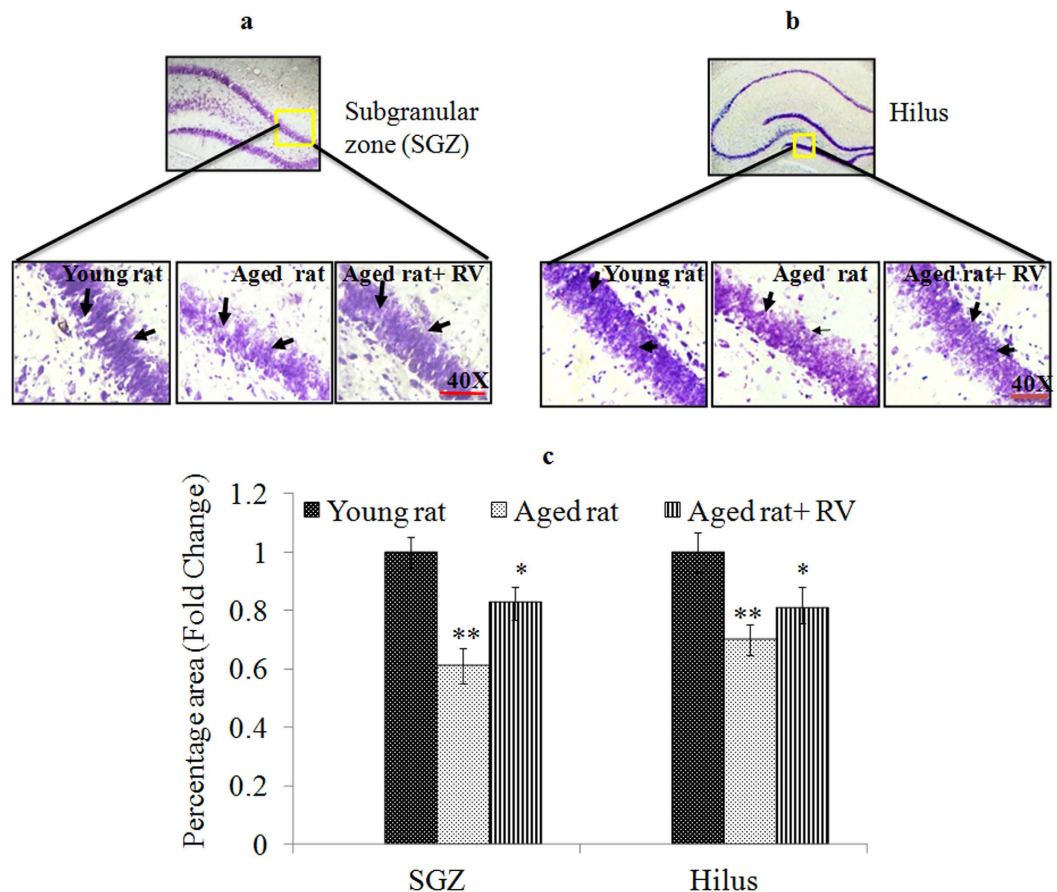 a
b
Subgranular
zone (SGZ)
Hilus
Young rat
Aged rat
Aged rat+ RV
40X
Young rat
Aged rat
Aged rat+ RV
40X
c
Percentage area (Fold Change)
1.2
1
0.8
0.6
0.4
0.2
0
Young rat
Aged rat
Aged rat+ RV
**
*
**
*
SGZ
Hilus